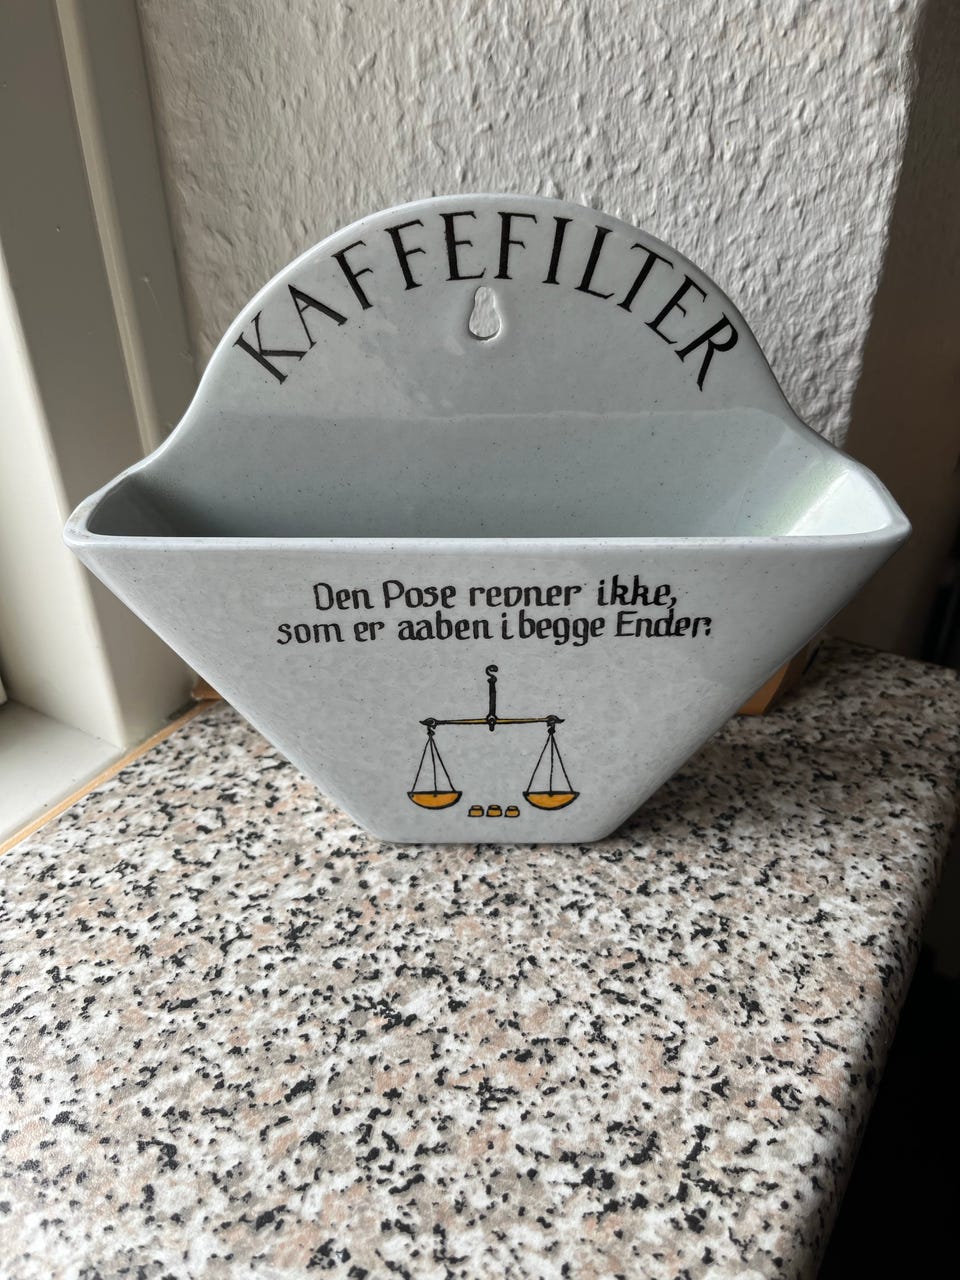 KAFFEFILTER
Den Pose revner ikke,
som er aaben i begge Ender.